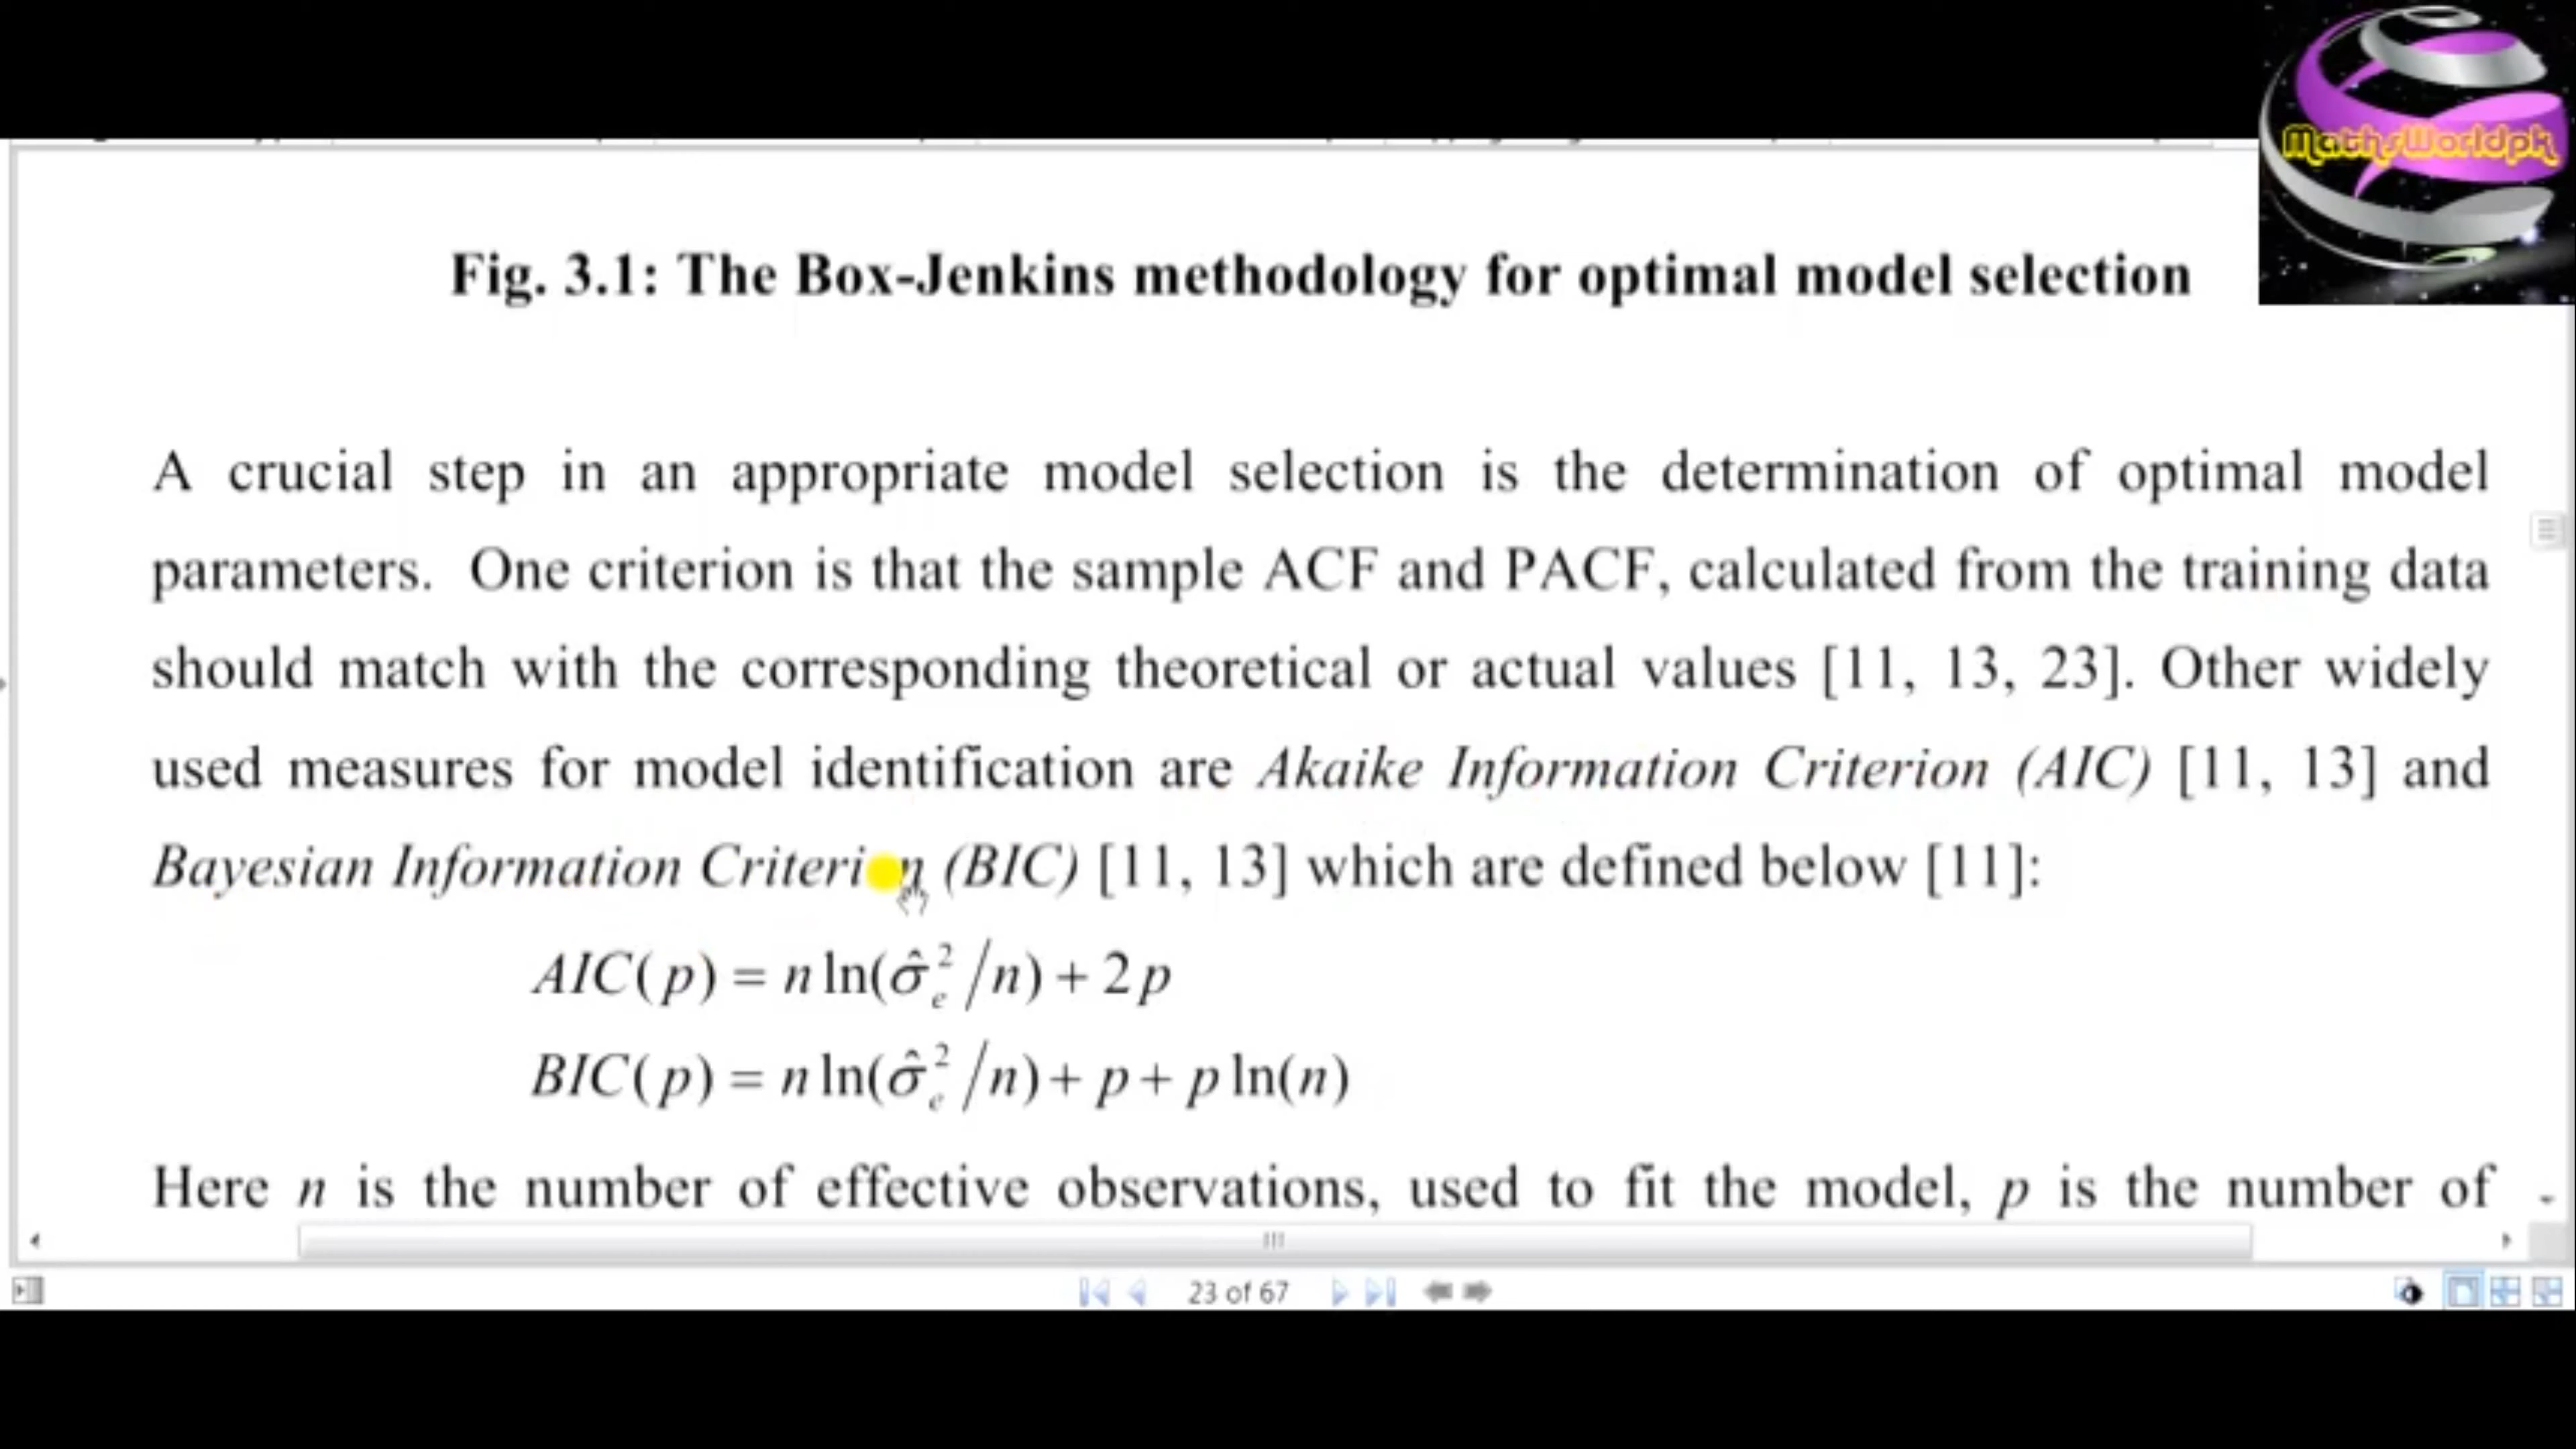 MathsWorldpk
Fig. 3.1: The Box-Jenkins methodology for optimal model selection
A crucial step in an appropriate model selection is the determination of optimal model
parameters. One criterion is that the sample ACF and PACF, calculated from the training data
should match with the corresponding theoretical or actual values [11, 13, 23]. Other widely
used measures for model identification are Akaike Information Criterion (AIC) [11, 13] and
Bayesian Information Criterion (BIC) [11, 13] which are defined below [11]:
AIC(p) = n ln(σ̂²ₑ/n) + 2p
BIC(p) = n ln(σ̂²ₑ/n) + p + p ln(n)
Here n is the number of effective observations, used to fit the model, p is the number of
23 of 67